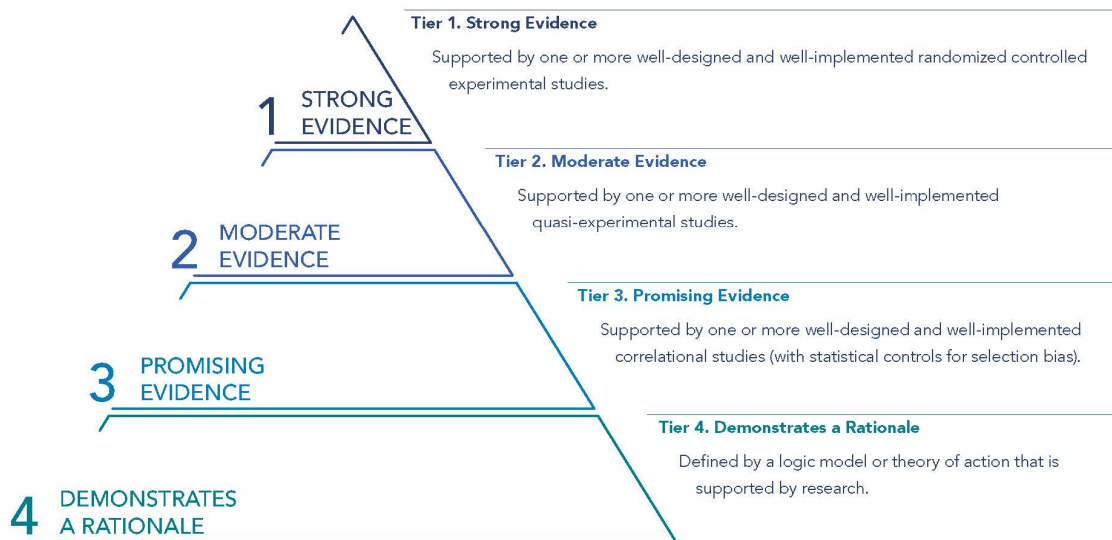 Tier 1. Strong Evidence
Supported by one or more well-designed and well-implemented randomized controlled
experimental studies.
1
STRONG
EVIDENCE
Tier 2. Moderate Evidence
Supported by one or more well-designed and well-implemented
quasi-experimental studies.
2
MODERATE
EVIDENCE
Tier 3. Promising Evidence
Supported by one or more well-designed and well-implemented
correlational studies (with statistical controls for selection bias).
3
PROMISING
EVIDENCE
Tier 4. Demonstrates a Rationale
Defined by a logic model or theory of action that is
supported by research.
4
DEMONSTRATES
A RATIONALE